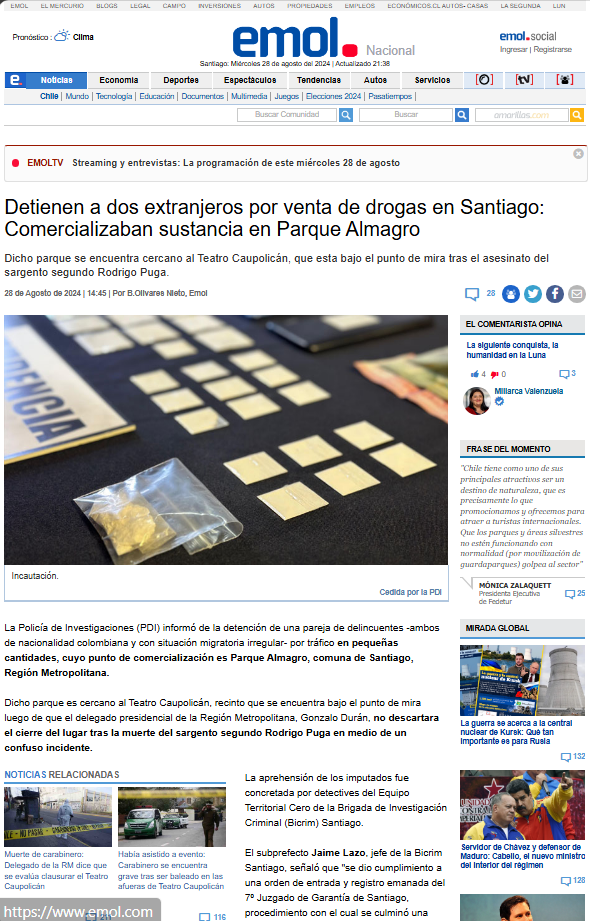 EMOL EL MERCURIO BLOGS LEGAL CAMPO INVERSIONES AUTOS PROPIEDADES EMPLEOS ECONÓMICOS.CL AUTOS - CASAS LA SEGUNDA LUN
Pronóstico : Clima
emol.
Nacional
emol.social
Ingresar | Registrarse
Santiago: Miércoles 28 de agosto del 2024 | Actualizado 21:38
e. Noticias Economía Deportes Espectáculos Tendencias Autos Servicios [tv]
Chile | Mundo | Tecnología | Educación | Documentos | Multimedia | Juegos | Elecciones 2024 | Pasatiempos |
Buscar Comunidad Buscar amarillas.com
EMOLTV Streaming y entrevistas: La programación de este miércoles 28 de agosto
Detienen a dos extranjeros por venta de drogas en Santiago:
Comercializaban sustancia en Parque Almagro
Dicho parque se encuentra cercano al Teatro Caupolicán, que esta bajo el punto de mira tras el asesinato del
sargento segundo Rodrigo Puga.
28 de Agosto de 2024 | 14:45 | Por B.Olivares Nieto, Emol
28
DENCIA
Incautación.
Cedida por la PDI
La Policía de Investigaciones (PDI) informó de la detención de una pareja de delincuentes -ambos
de nacionalidad colombiana y con situación migratoria irregular- por tráfico en pequeñas
cantidades, cuyo punto de comercialización es Parque Almagro, comuna de Santiago,
Región Metropolitana.
Dicho parque es cercano al Teatro Caupolicán, recinto que se encuentra bajo el punto de mira
luego de que el delegado presidencial de la Región Metropolitana, Gonzalo Durán, no descartara
el cierre del lugar tras la muerte del sargento segundo Rodrigo Puga en medio de un
confuso incidente.
NOTICIAS RELACIONADAS
Muerte de carabinero:
Delegado de la RM dice que
se evalúa clausurar el Teatro
Caupolicán
Había asistido a evento:
Carabinero se encuentra
grave tras ser baleado en las
afueras de Teatro Caupolicán
116
La aprehensión de los imputados fue
concretada por detectives del Equipo
Territorial Cero de la Brigada de Investigación
Criminal (Bicrim) Santiago.
El subprefecto Jaime Lazo, jefe de la Bicrim
Santiago, señaló que "se dio cumplimiento a
una orden de entrada y registro emanada del
7º Juzgado de Garantía de Santiago,
procedimiento con el cual se culminó una
EL COMENTARISTA OPINA
La siguiente conquista, la
humanidad en la Luna
4 0 3
Millarca Valenzuela
FRASE DEL MOMENTO
"Chile tiene como uno de sus
principales atractivos ser un
destino de naturaleza, que es
precisamente lo que
promocionamos y ofrecemos para
atraer a turistas internacionales.
Que los parques y áreas silvestres
no estén funcionando con
normalidad (por movilización de
guardaparques) golpea al sector"
MÓNICA ZALAQUETT
Presidenta Ejecutiva
de Fedetur
25
MIRADA GLOBAL
La guerra se acerca a la central
nuclear de Kursk: Qué tan
importante es para Rusia
132
Servidor de Chávez y defensor de
Maduro: Cabello, el nuevo ministro
del Interior del régimen
128
https://www.emol.com